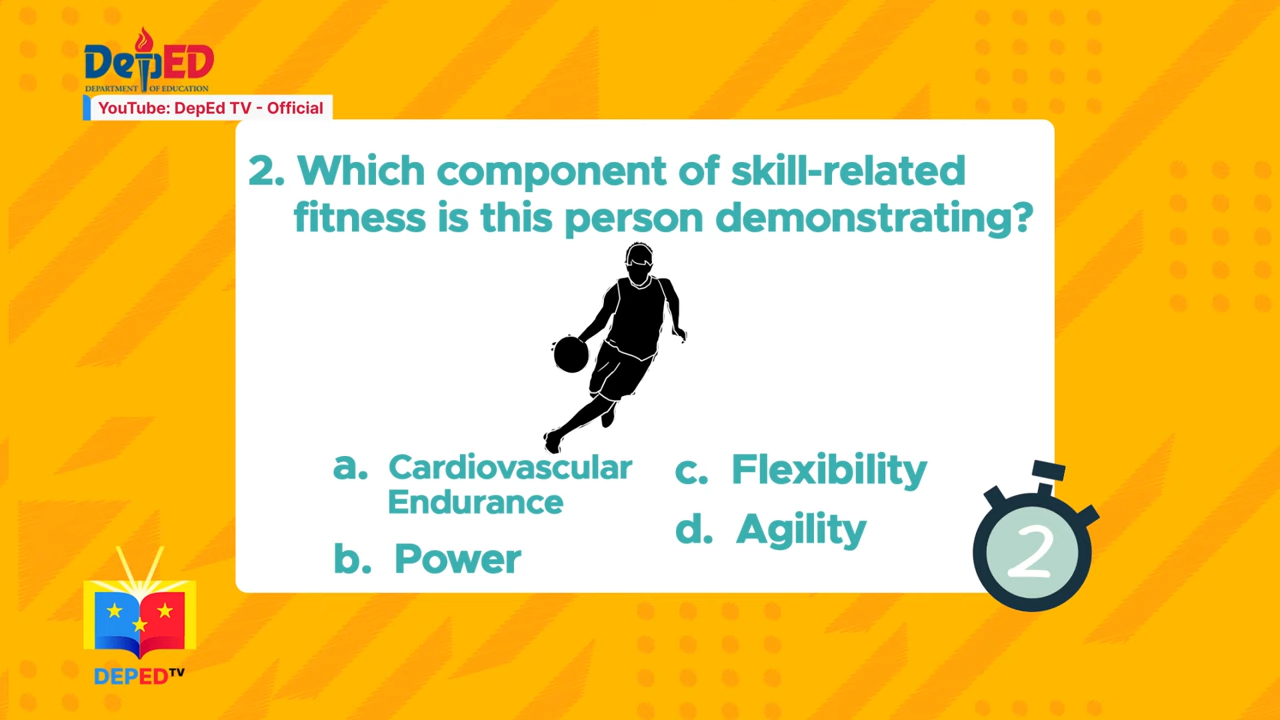 DepED
DEPARTMENT OF EDUCATION
YouTube: DepEd TV - Official
2. Which component of skill-related
fitness is this person demonstrating?
a. Cardiovascular
Endurance
b. Power
c. Flexibility
d. Agility
2
DEPED TV